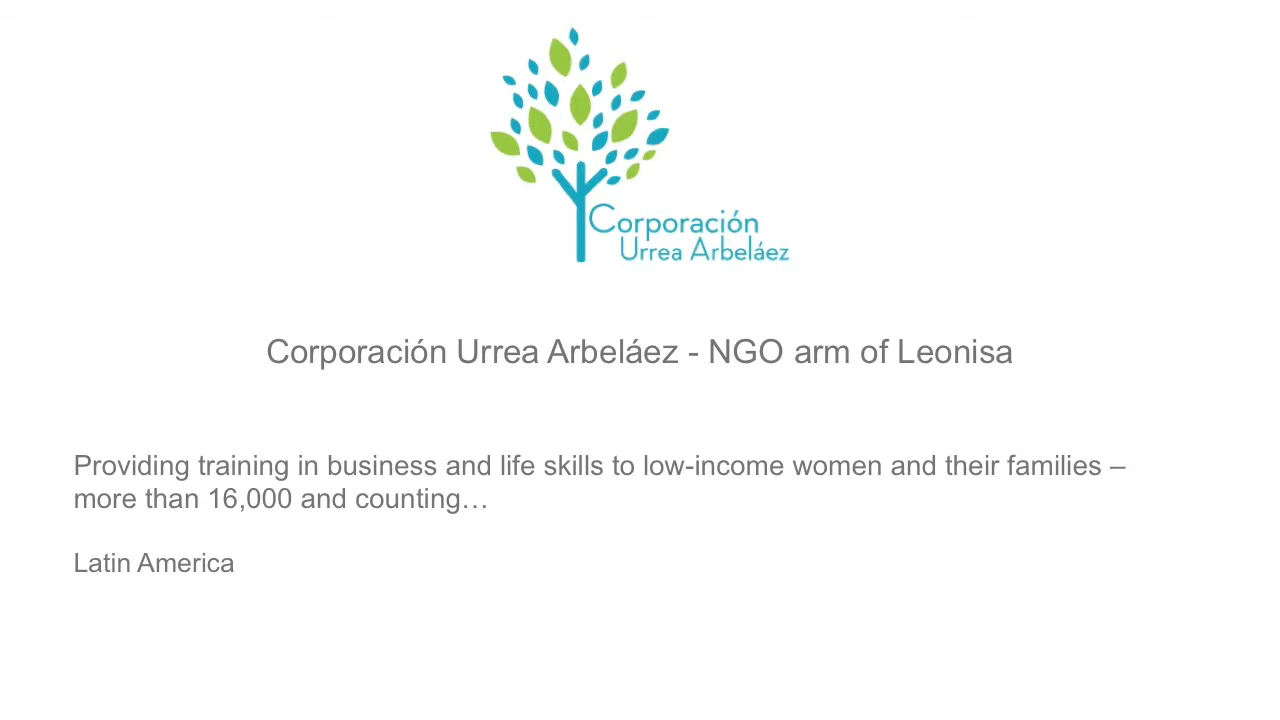 Corporación
Urrea Arbeláez
Corporación Urrea Arbeláez - NGO arm of Leonisa
Providing training in business and life skills to low-income women and their families –
more than 16,000 and counting…
Latin America